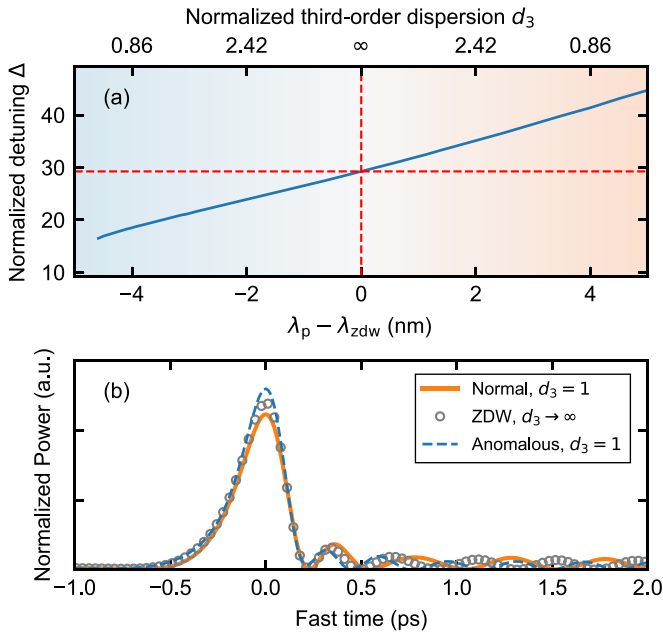 Normalized third-order dispersion d₃
0.86 2.42 ∞ 2.42 0.86
(a)
Normalized detuning Δ
40
30
20
10
−4 −2 0 2 4
λp − λzdw (nm)
(b)
Normalized Power (a.u.)
Normal, d₃ = 1
ZDW, d₃ → ∞
Anomalous, d₃ = 1
−1.0 −0.5 0.0 0.5 1.0 1.5 2.0
Fast time (ps)